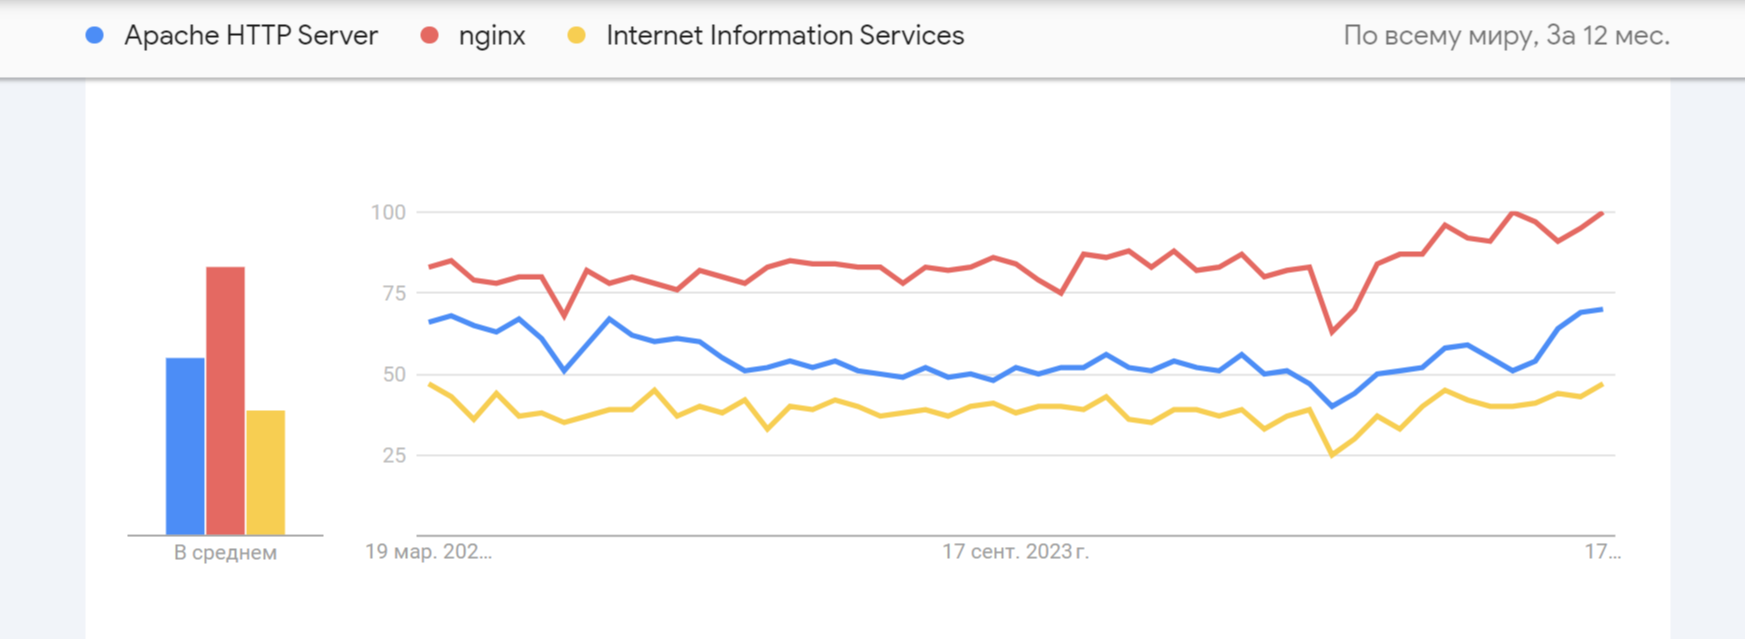 Apache HTTP Server nginx Internet Information Services По всему миру, За 12 мес.
100
75
50
25
В среднем 19 мар. 202... 17 сент. 2023 г. 17...